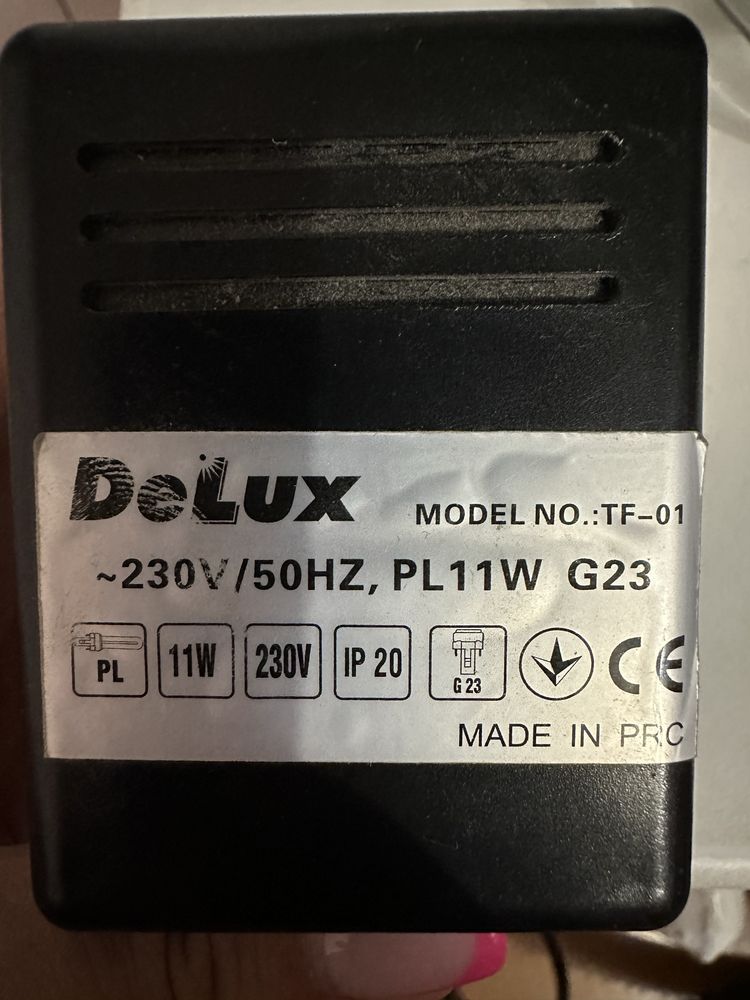 DeLux
MODEL NO.:TF-01
~230V/50HZ, PL11W G23
PL 11W 230V IP 20 G 23 CE
MADE IN PRC